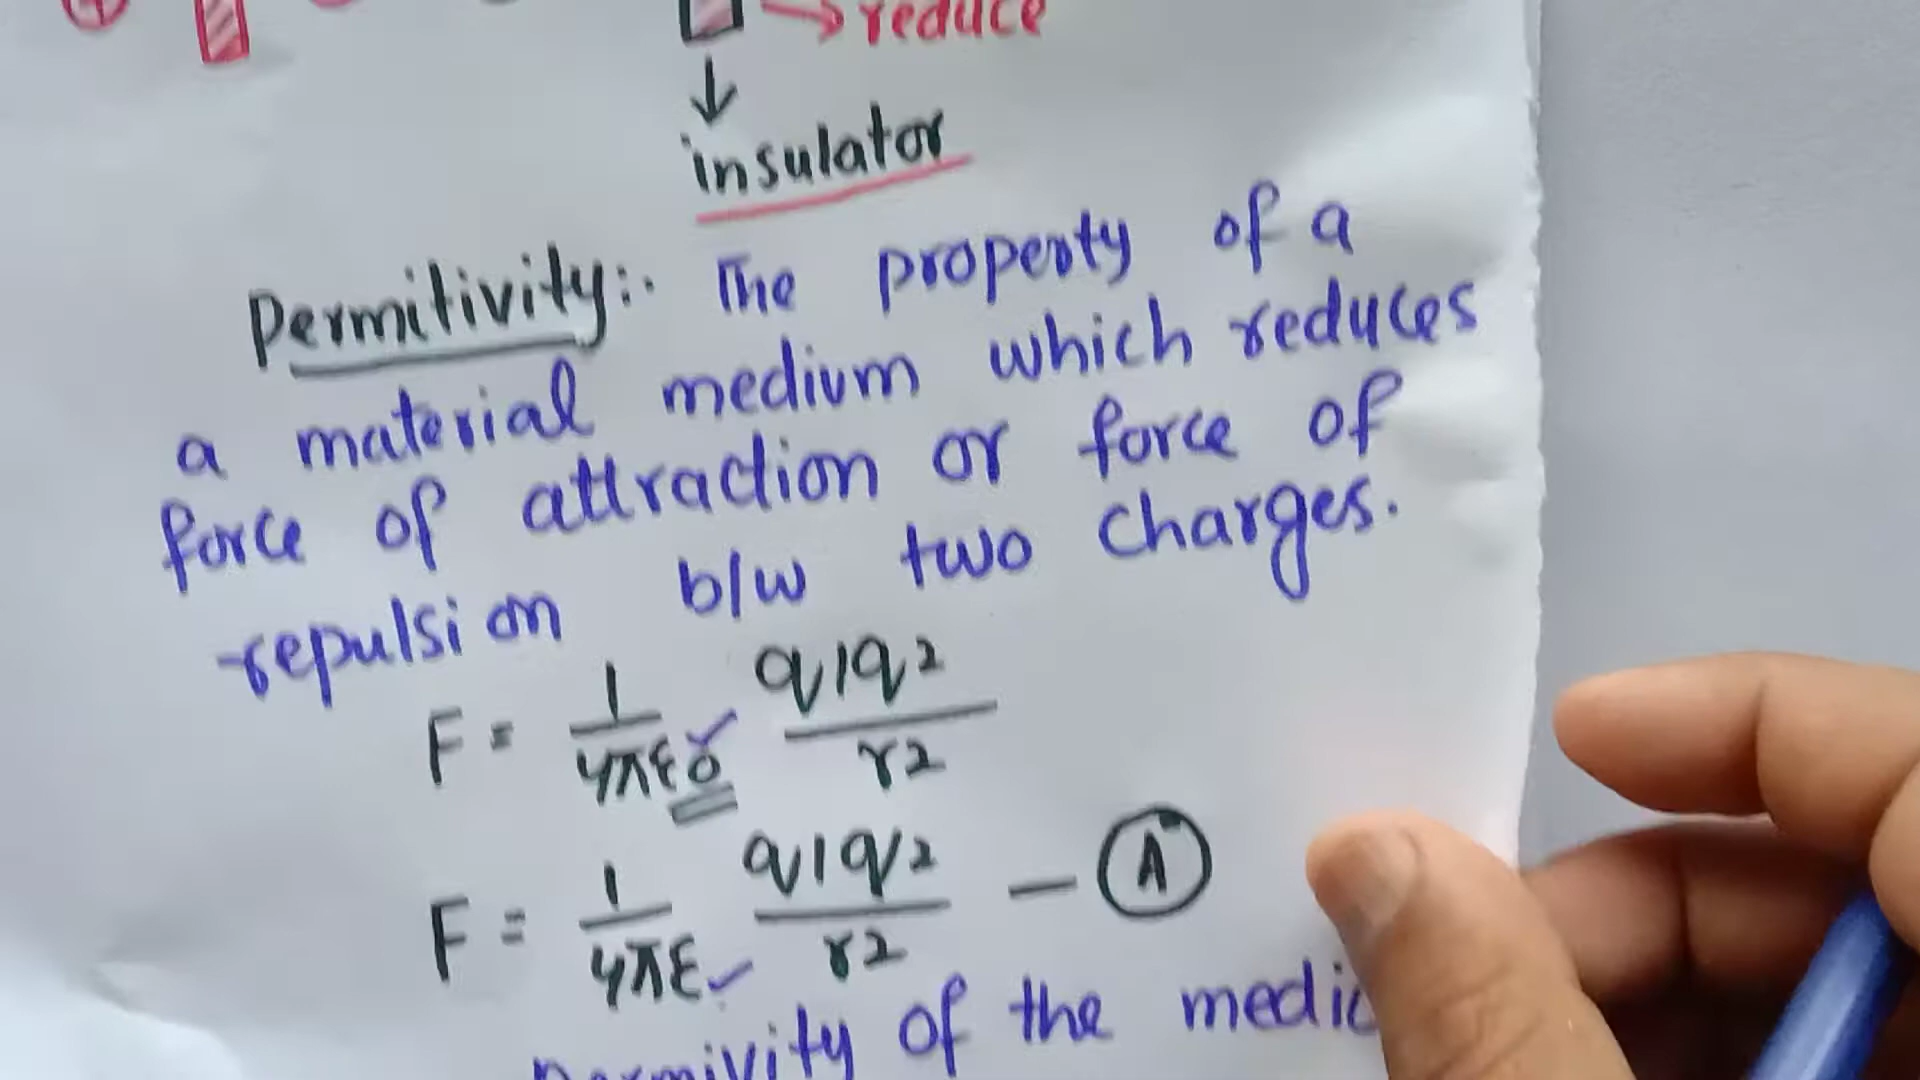 ⊕ → reduce
↓
insulator
Permitivity:. The property of a
a material medium which reduces
force of attraction or force of
repulsion b/w two charges.
F = 1/4πε0 q1q2/r2
F = 1/4πε q1q2/r2 — A
Permivity of the medi